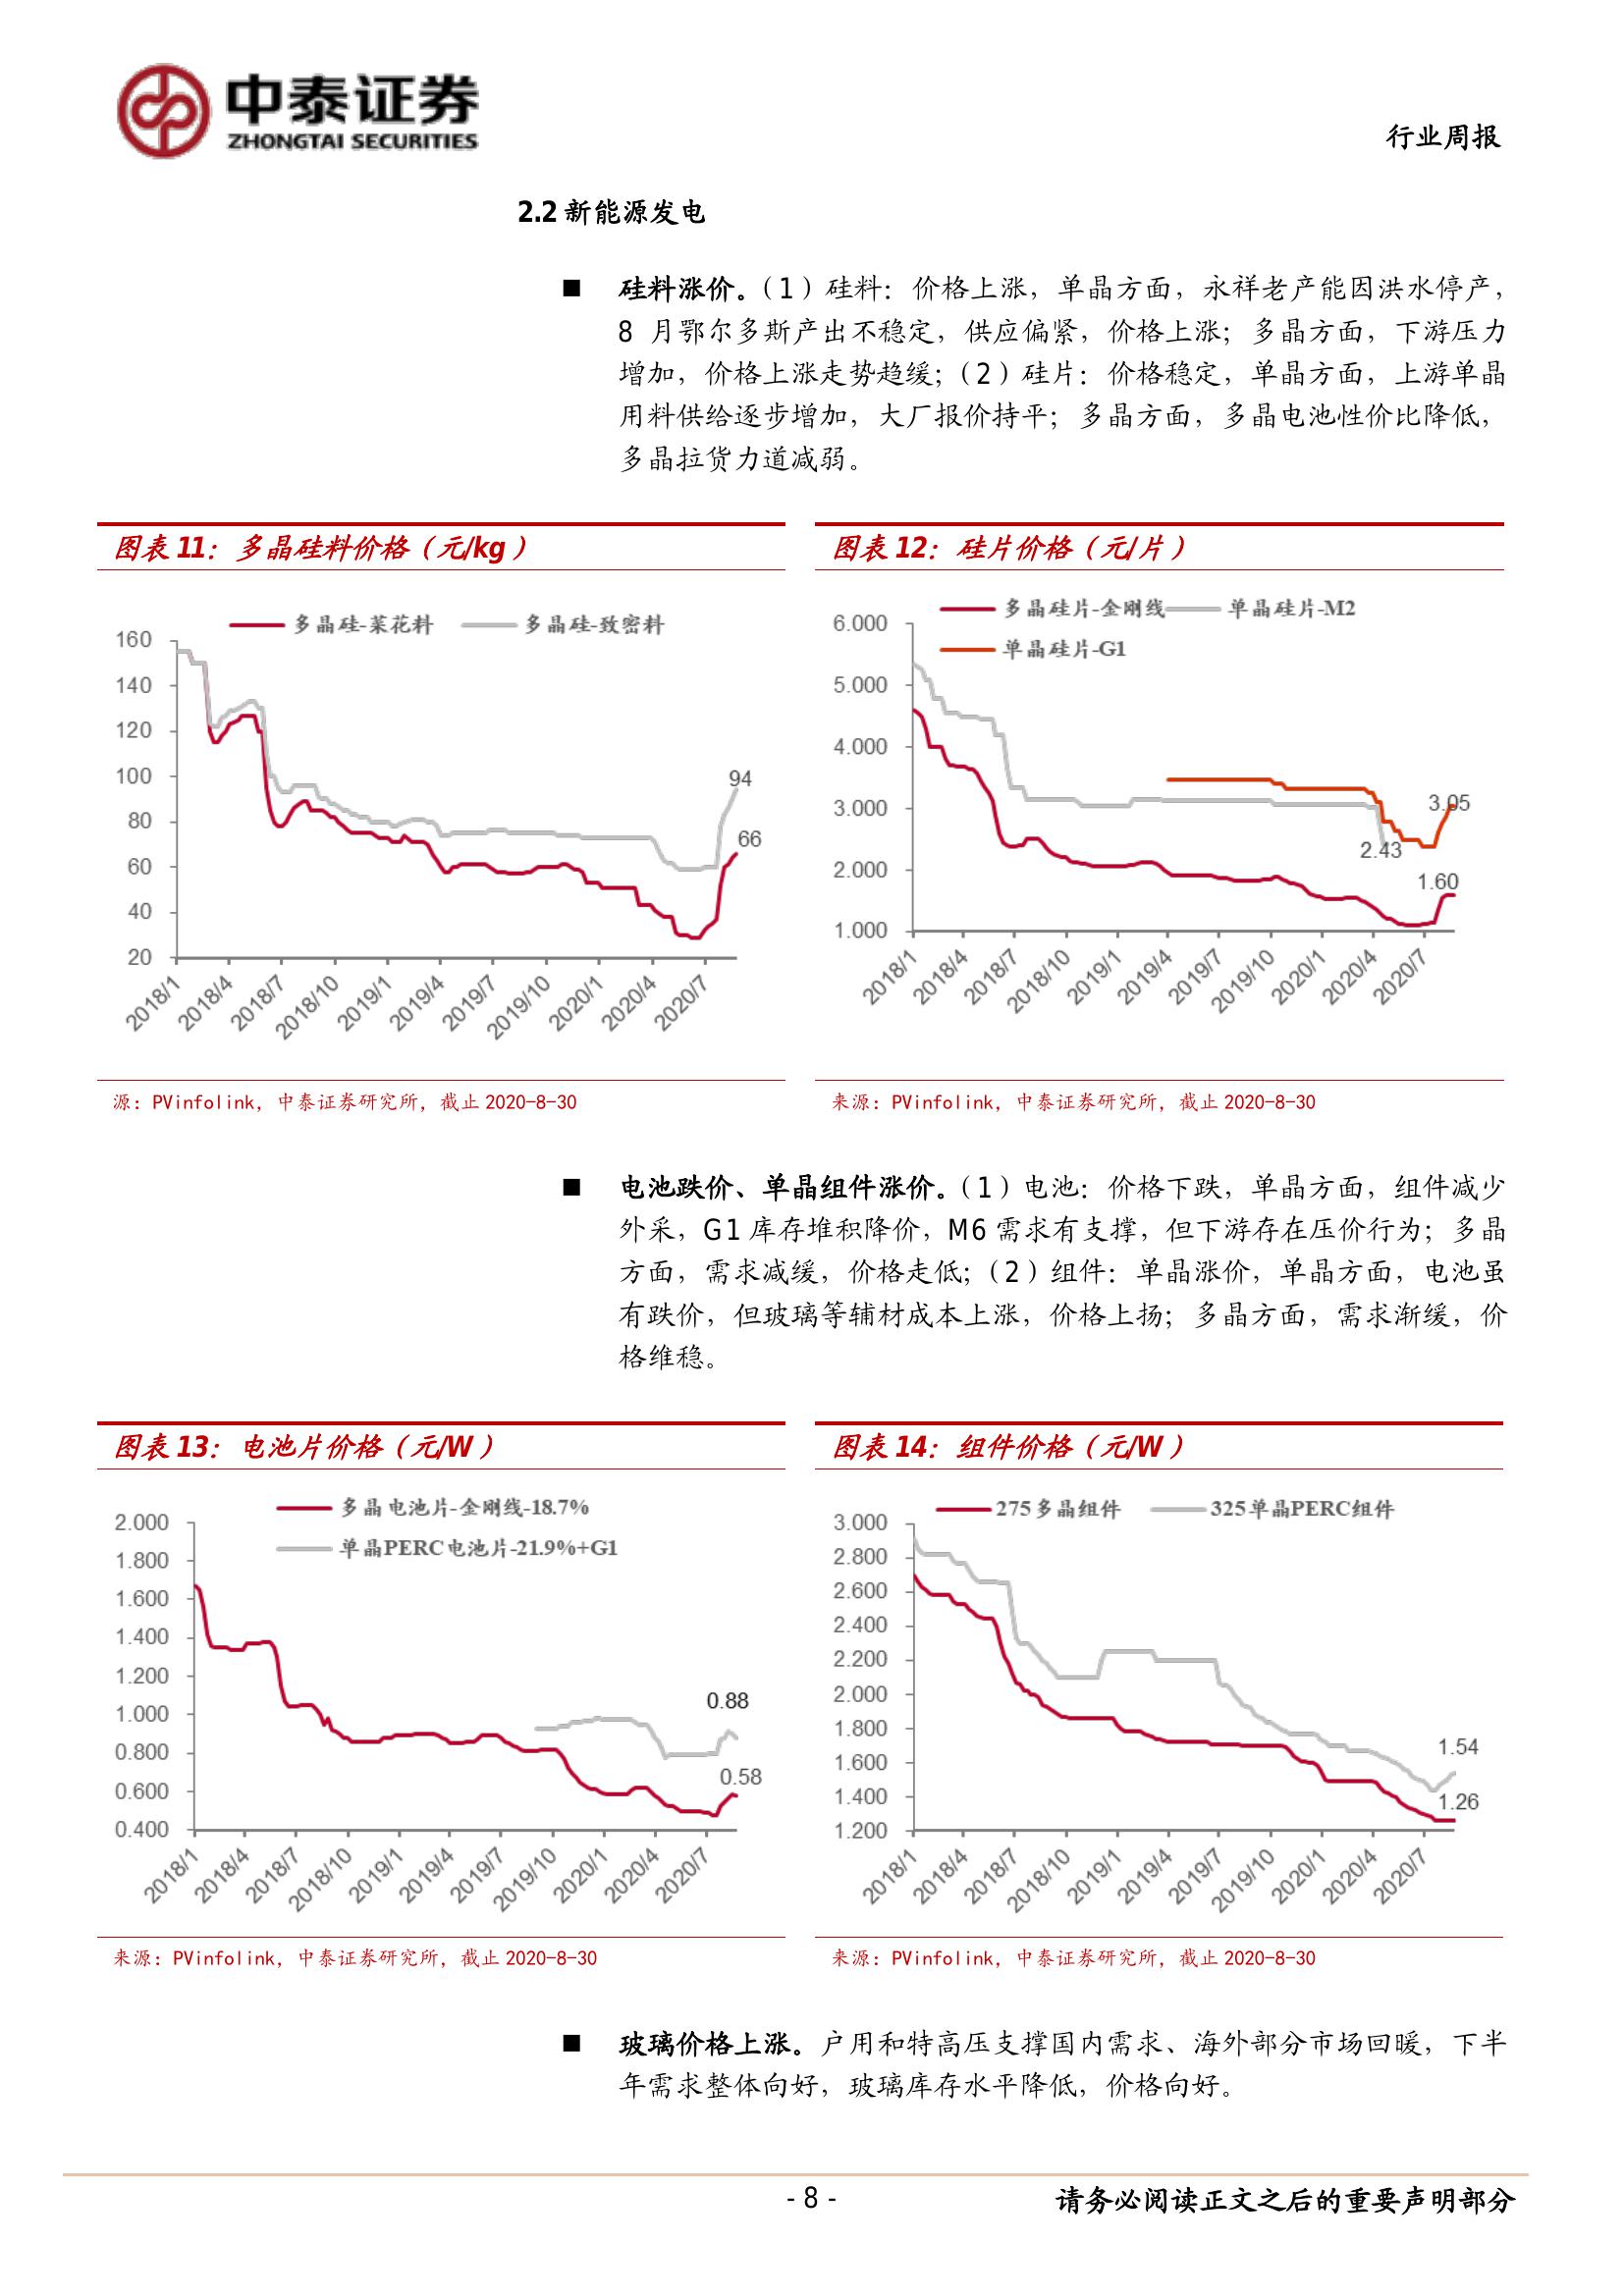 中泰证券
ZHONGTAI SECURITIES
行业周报
2.2 新能源发电
■ 硅料涨价。（1）硅料：价格上涨，单晶方面，永祥老产能因洪水停产，
8 月鄂尔多斯产出不稳定，供应偏紧，价格上涨；多晶方面，下游压力
增加，价格上涨走势趋缓；（2）硅片：价格稳定，单晶方面，上游单晶
用料供给逐步增加，大厂报价持平；多晶方面，多晶电池性价比降低，
多晶拉货力道减弱。
图表 11：多晶硅料价格（元/kg）
多晶硅-菜花料 多晶硅-致密料
160
140
120
100
80
60
40
20
94
66
2018/1 2018/4 2018/7 2018/10 2019/1 2019/4 2019/7 2019/10 2020/1 2020/4 2020/7
源：PVinfolink，中泰证券研究所，截止 2020-8-30
图表 12：硅片价格（元/片）
多晶硅片-金刚线 单晶硅片-M2
单晶硅片-G1
6.000
5.000
4.000
3.000
2.000
1.000
3.05
2.43
1.60
2018/1 2018/4 2018/7 2018/10 2019/1 2019/4 2019/7 2019/10 2020/1 2020/4 2020/7
来源：PVinfolink，中泰证券研究所，截止 2020-8-30
■ 电池跌价、单晶组件涨价。（1）电池：价格下跌，单晶方面，组件减少
外采，G1 库存堆积降价，M6 需求有支撑，但下游存在压价行为；多晶
方面，需求减缓，价格走低；（2）组件：单晶涨价，单晶方面，电池虽
有跌价，但玻璃等辅材成本上涨，价格上扬；多晶方面，需求渐缓，价
格维稳。
图表 13：电池片价格（元/W）
多晶电池片-金刚线-18.7%
单晶PERC电池片-21.9%+G1
2.000
1.800
1.600
1.400
1.200
1.000
0.800
0.600
0.400
0.88
0.58
2018/1 2018/4 2018/7 2018/10 2019/1 2019/4 2019/7 2019/10 2020/1 2020/4 2020/7
来源：PVinfolink，中泰证券研究所，截止 2020-8-30
图表 14：组件价格（元/W）
275多晶组件 325单晶PERC组件
3.000
2.800
2.600
2.400
2.200
2.000
1.800
1.600
1.400
1.200
1.54
1.26
2018/1 2018/4 2018/7 2018/10 2019/1 2019/4 2019/7 2019/10 2020/1 2020/4 2020/7
来源：PVinfolink，中泰证券研究所，截止 2020-8-30
■ 玻璃价格上涨。户用和特高压支撑国内需求、海外部分市场回暖，下半
年需求整体向好，玻璃库存水平降低，价格向好。
- 8 -
请务必阅读正文之后的重要声明部分